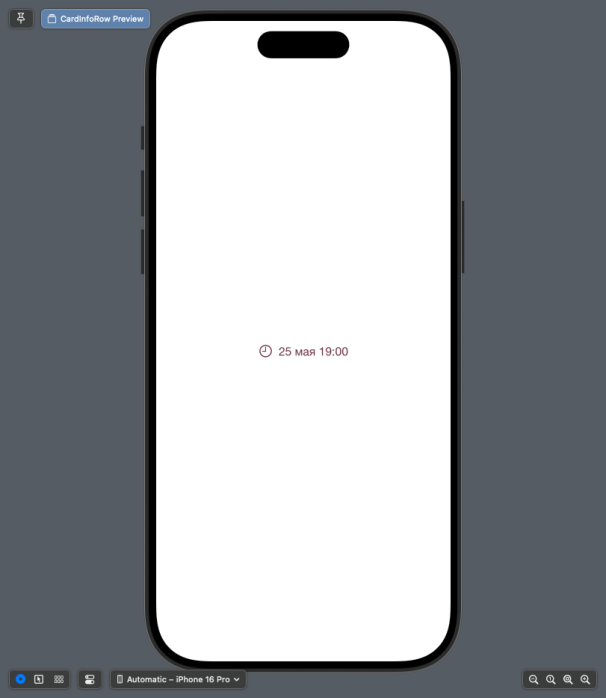 CardInfoRow Preview
25 мая 19:00
Automatic – iPhone 16 Pro